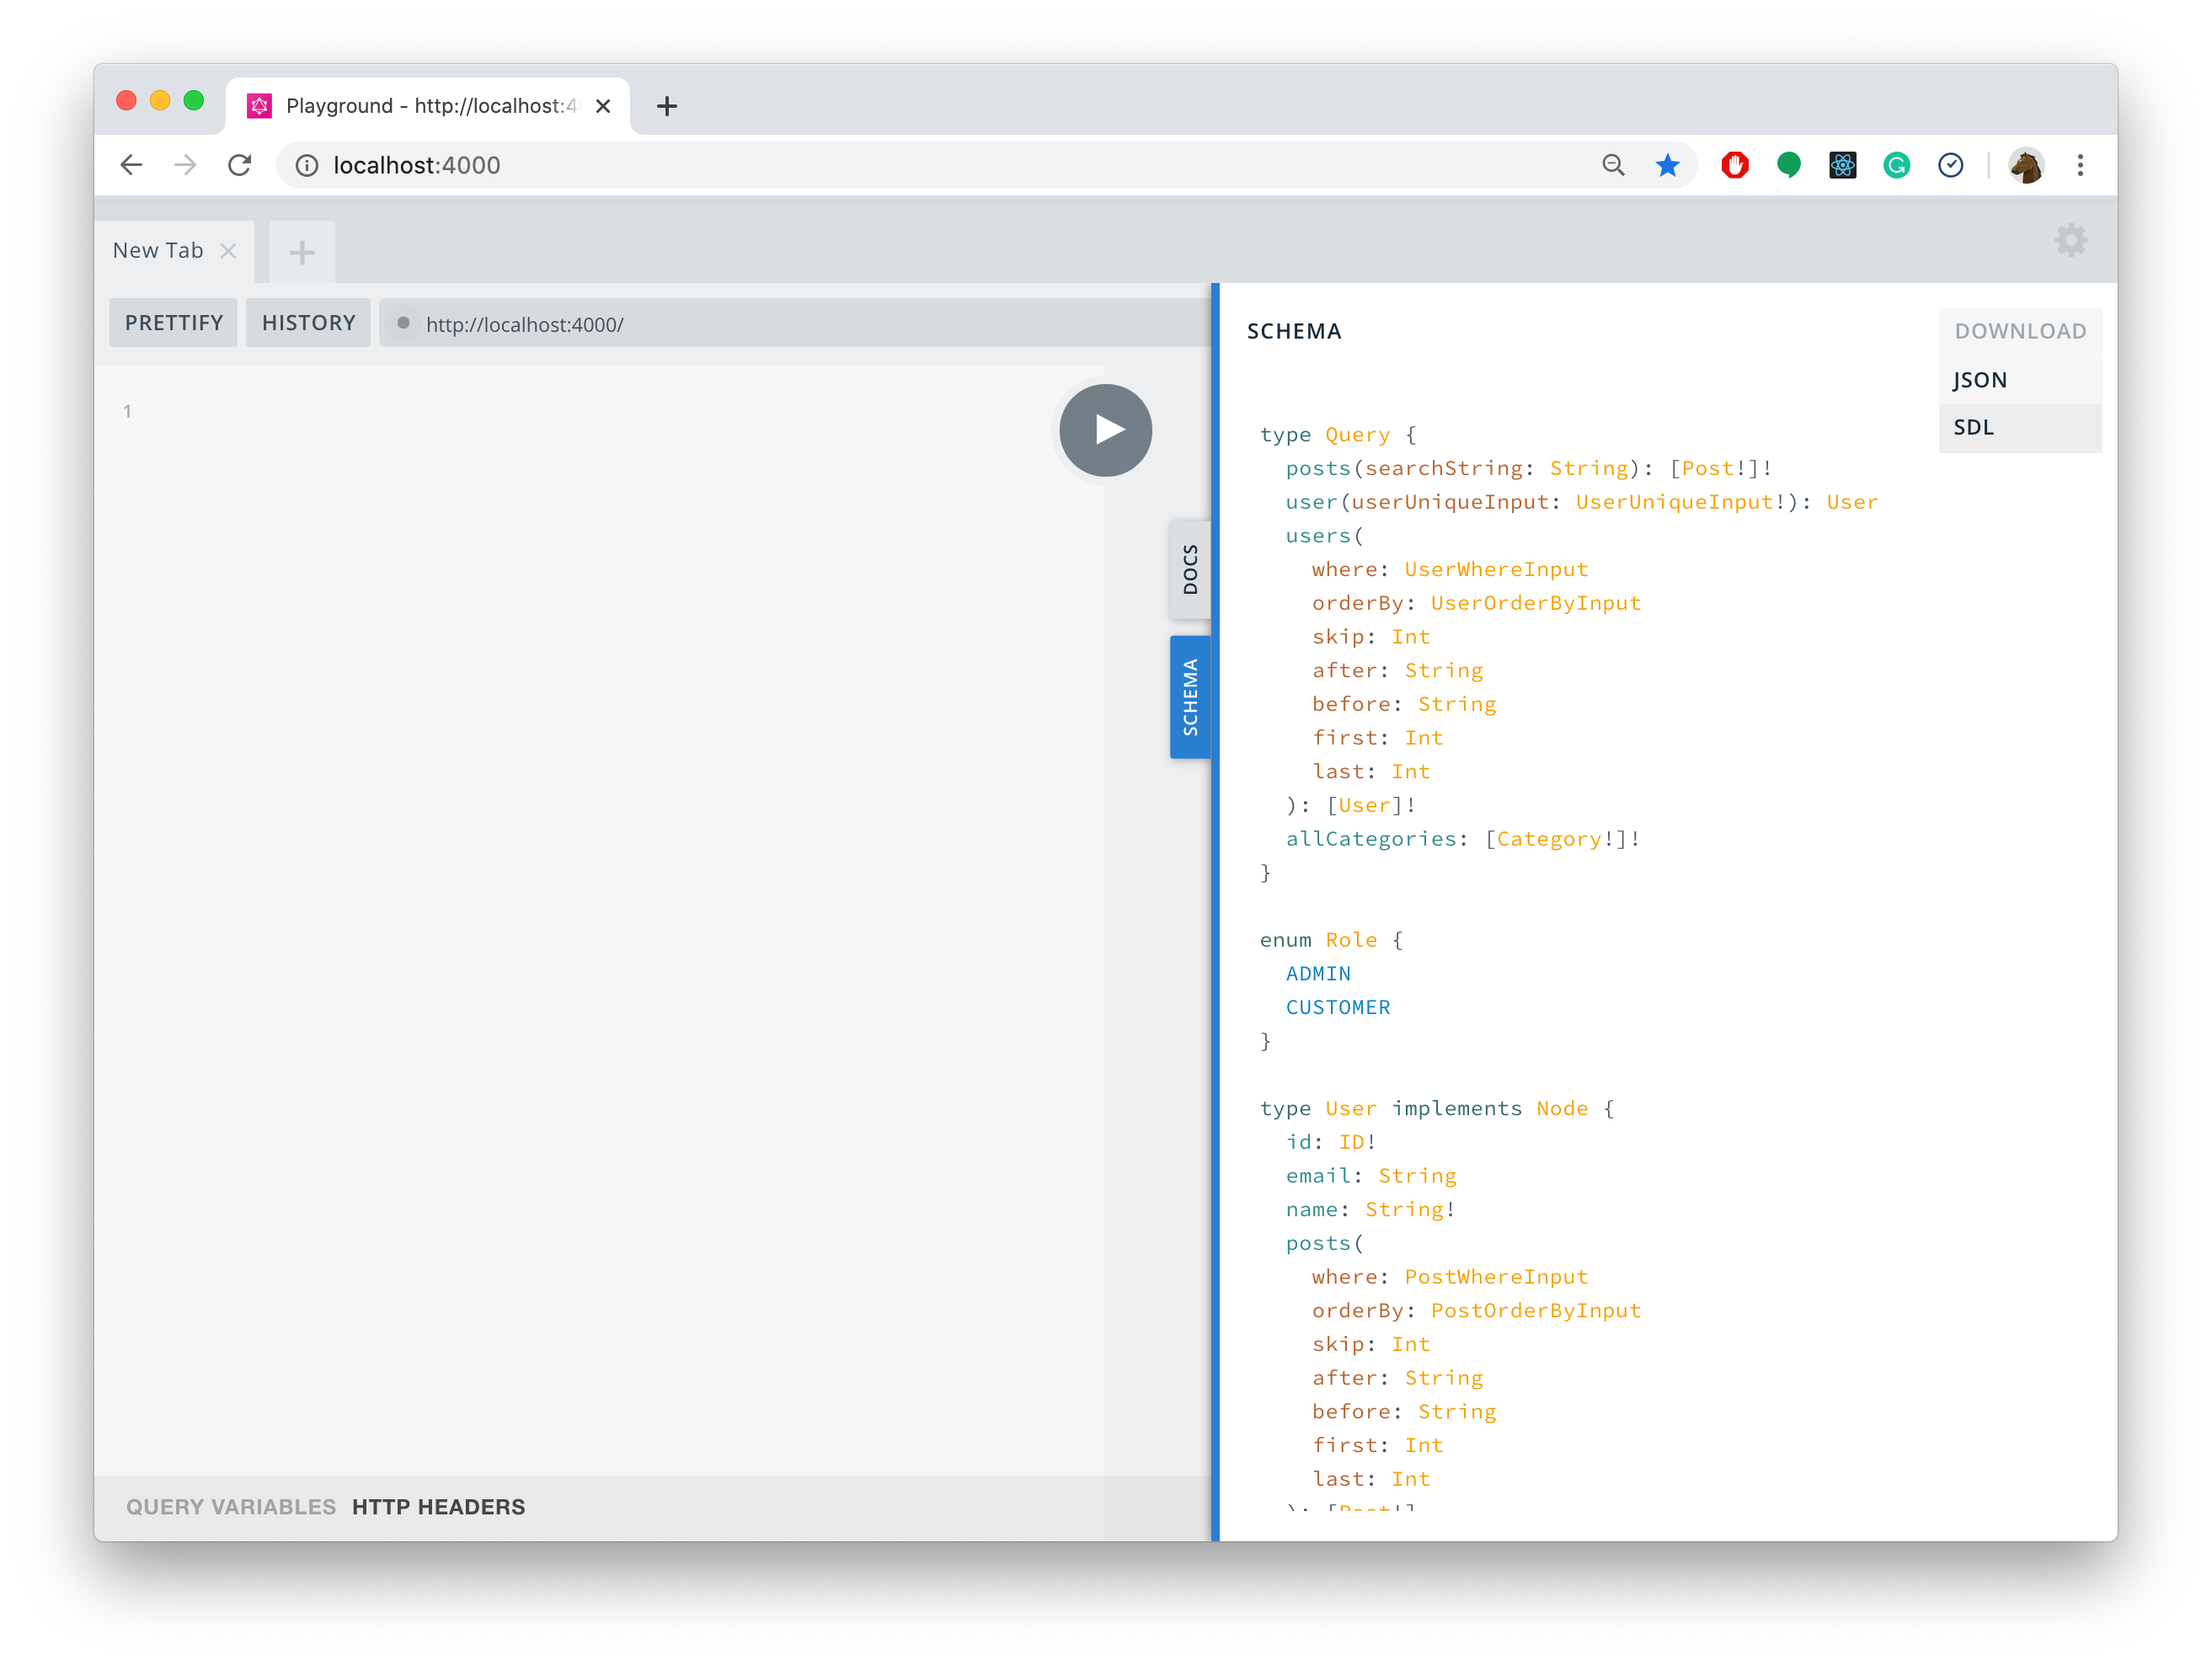 Playground - http://localhost:4
localhost:4000
New Tab
PRETTIFY HISTORY http://localhost:4000/
1
DOCS
SCHEMA
SCHEMA
DOWNLOAD
JSON
SDL
type Query {
  posts(searchString: String): [Post!]!
  user(userUniqueInput: UserUniqueInput!): User
  users(
    where: UserWhereInput
    orderBy: UserOrderByInput
    skip: Int
    after: String
    before: String
    first: Int
    last: Int
  ): [User]!
  allCategories: [Category!]!
}
enum Role {
  ADMIN
  CUSTOMER
}
type User implements Node {
  id: ID!
  email: String
  name: String!
  posts(
    where: PostWhereInput
    orderBy: PostOrderByInput
    skip: Int
    after: String
    before: String
    first: Int
    last: Int
  ): [Post!]
QUERY VARIABLES HTTP HEADERS